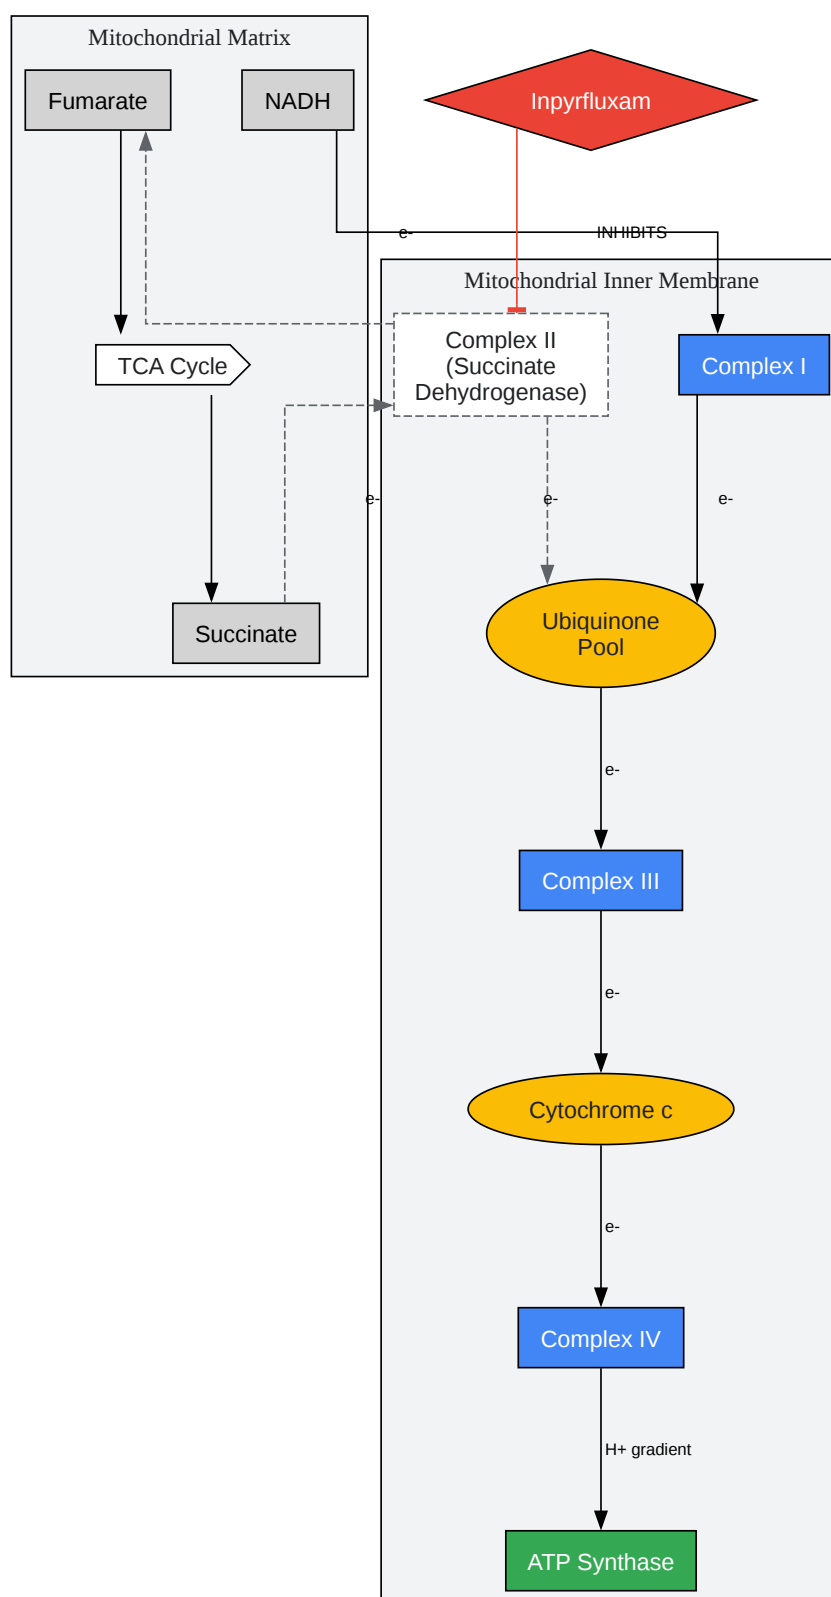 Mitochondrial Matrix
Fumarate
NADH
Inpyrfluxam
e-
INHIBITS
Mitochondrial Inner Membrane
Complex II
(Succinate
Dehydrogenase)
Complex I
TCA Cycle
e-
e-
e-
Succinate
Ubiquinone
Pool
e-
Complex III
e-
Cytochrome c
e-
Complex IV
H+ gradient
ATP Synthase